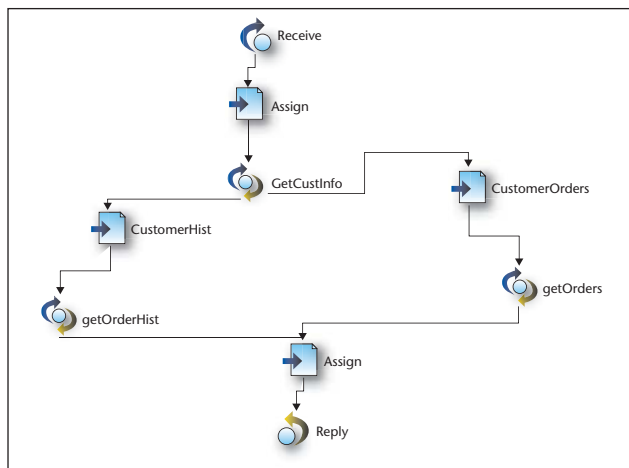 Receive
Assign
GetCustInfo
CustomerOrders
CustomerHist
getOrders
getOrderHist
Assign
Reply